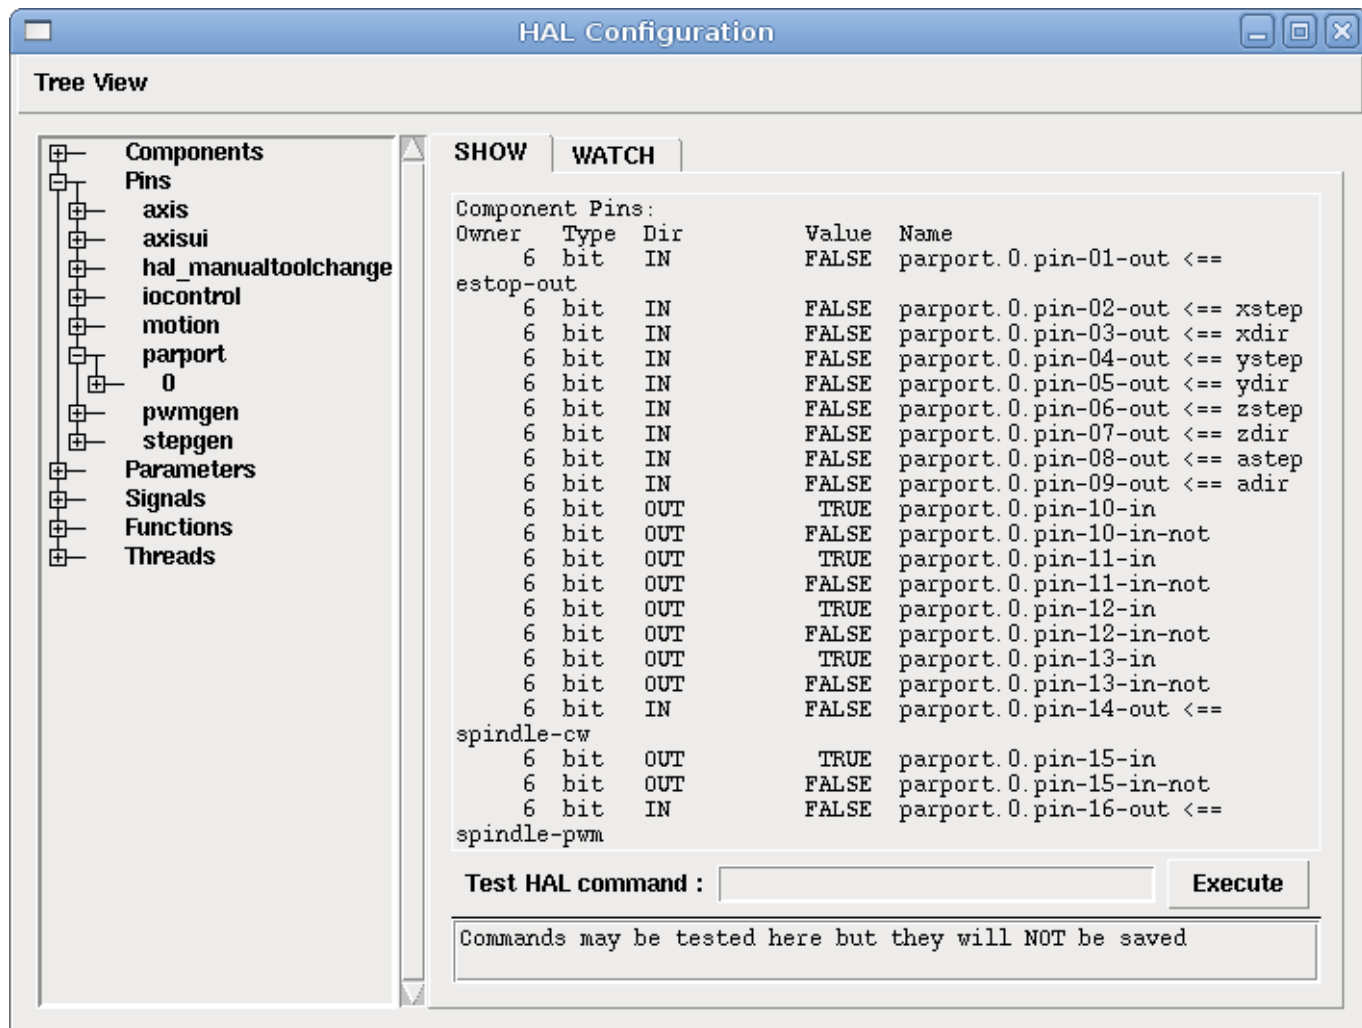 HAL Configuration
Tree View
Components
Pins
axis
axisui
hal_manualtoolchange
iocontrol
motion
parport
0
pwmgen
stepgen
Parameters
Signals
Functions
Threads
SHOW WATCH
Component Pins:
Owner Type Dir Value Name
6 bit IN FALSE parport.0.pin-01-out <==
estop-out
6 bit IN FALSE parport.0.pin-02-out <== xstep
6 bit IN FALSE parport.0.pin-03-out <== xdir
6 bit IN FALSE parport.0.pin-04-out <== ystep
6 bit IN FALSE parport.0.pin-05-out <== ydir
6 bit IN FALSE parport.0.pin-06-out <== zstep
6 bit IN FALSE parport.0.pin-07-out <== zdir
6 bit IN FALSE parport.0.pin-08-out <== astep
6 bit IN FALSE parport.0.pin-09-out <== adir
6 bit OUT TRUE parport.0.pin-10-in
6 bit OUT FALSE parport.0.pin-10-in-not
6 bit OUT TRUE parport.0.pin-11-in
6 bit OUT FALSE parport.0.pin-11-in-not
6 bit OUT TRUE parport.0.pin-12-in
6 bit OUT FALSE parport.0.pin-12-in-not
6 bit OUT TRUE parport.0.pin-13-in
6 bit OUT FALSE parport.0.pin-13-in-not
6 bit IN FALSE parport.0.pin-14-out <==
spindle-cw
6 bit OUT TRUE parport.0.pin-15-in
6 bit OUT FALSE parport.0.pin-15-in-not
6 bit IN FALSE parport.0.pin-16-out <==
spindle-pwm
Test HAL command : Execute
Commands may be tested here but they will NOT be saved